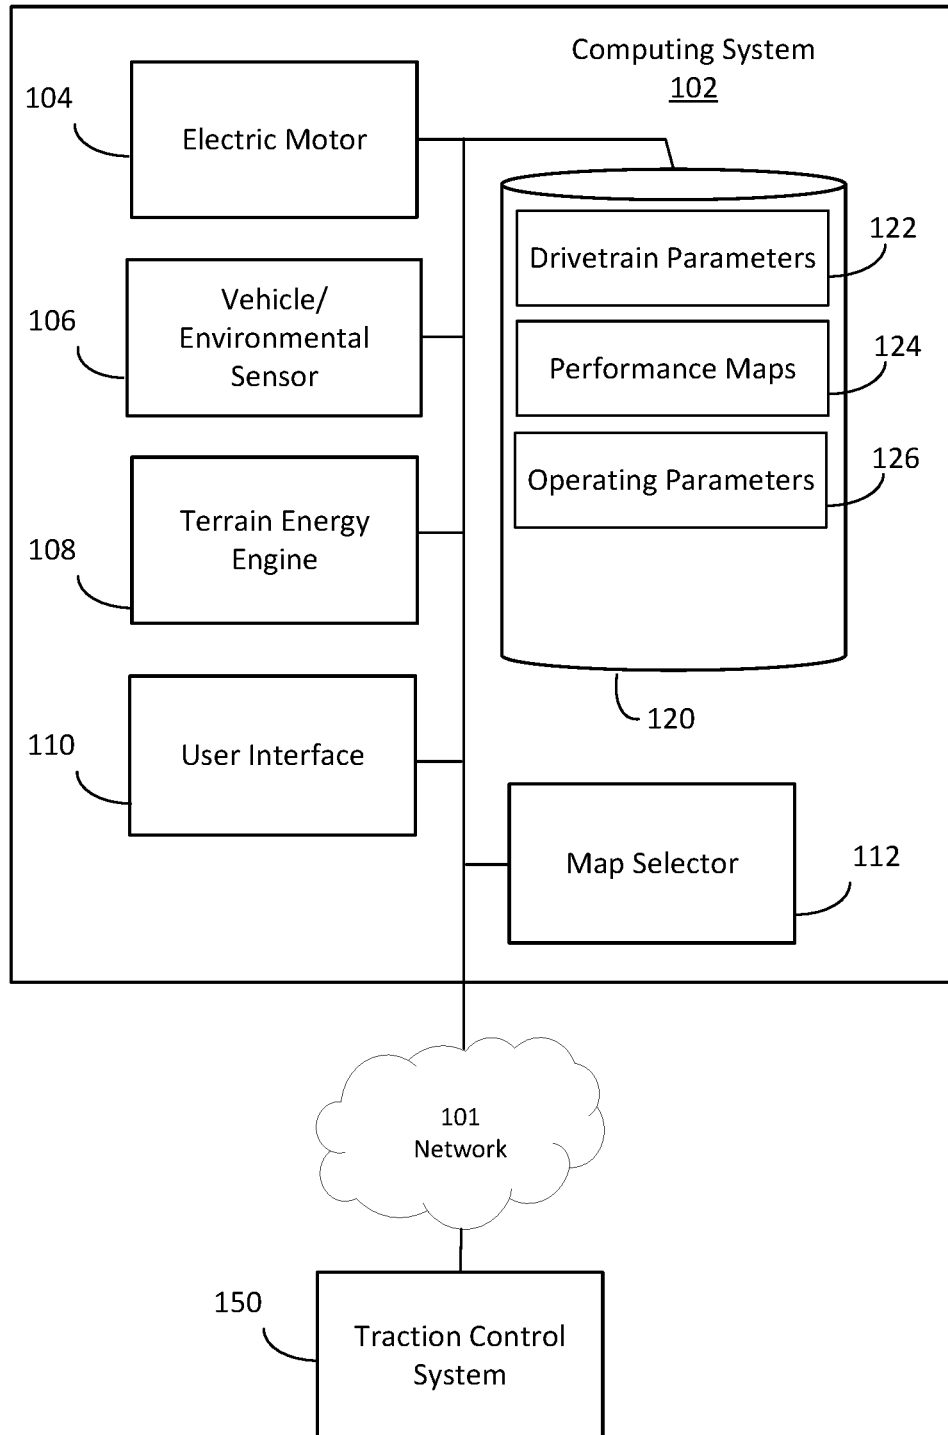 Computing System
102
104
Electric Motor
122
Drivetrain Parameters
106
Vehicle/
Environmental
Sensor
124
Performance Maps
126
Operating Parameters
108
Terrain Energy
Engine
120
110
User Interface
112
Map Selector
101
Network
150
Traction Control
System